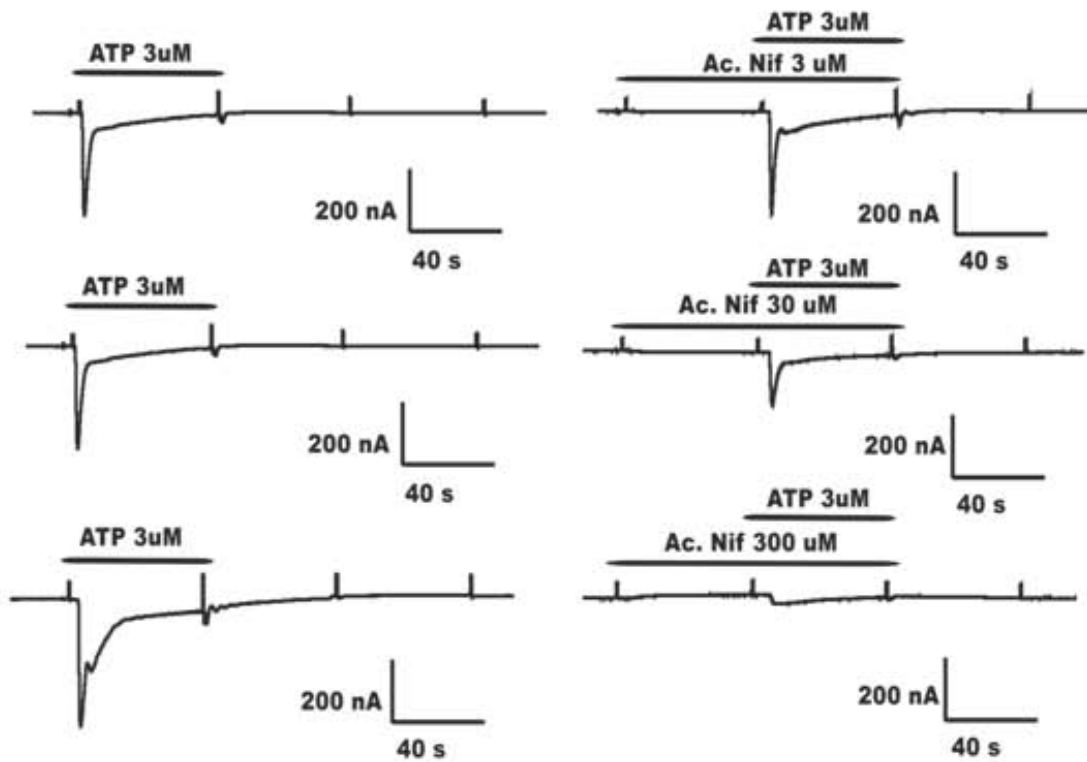 ATP 3uM
200 nA
40 s
ATP 3uM
Ac. Nif 3 uM
200 nA
40 s
ATP 3uM
200 nA
40 s
ATP 3uM
Ac. Nif 30 uM
200 nA
40 s
ATP 3uM
200 nA
40 s
ATP 3uM
Ac. Nif 300 uM
200 nA
40 s